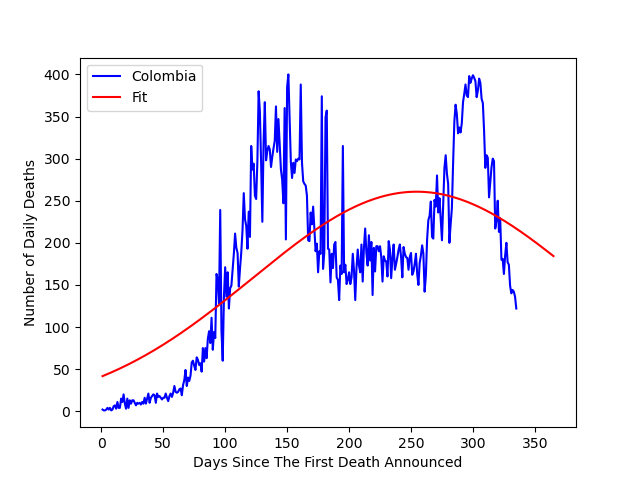 Colombia
Fit
Number of Daily Deaths
400
350
300
250
200
150
100
50
0
0 50 100 150 200 250 300 350
Days Since The First Death Announced